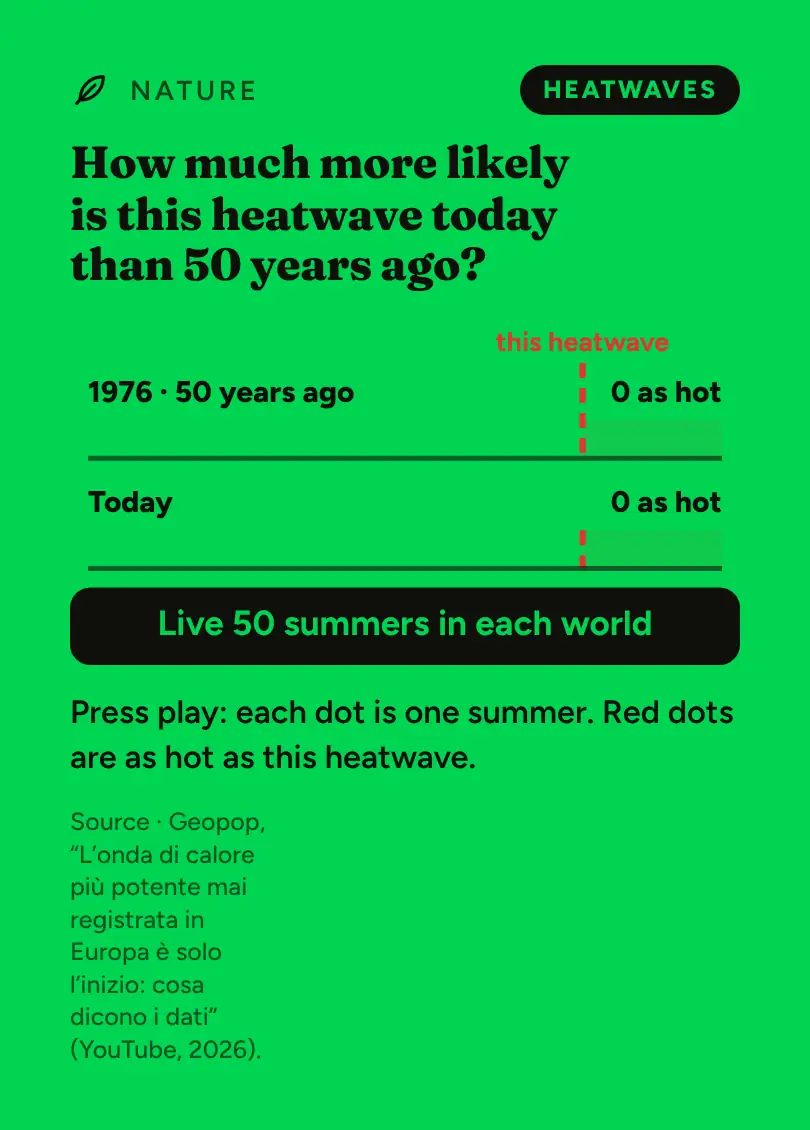 NATURE
HEATWAVES
How much more likely
is this heatwave today
than 50 years ago?
this heatwave
1976 · 50 years ago
0 as hot
Today
0 as hot
Live 50 summers in each world
Press play: each dot is one summer. Red dots
are as hot as this heatwave.
Source · Geopop,
“L’onda di calore
più potente mai
registrata in
Europa è solo
l’inizio: cosa
dicono i dati”
(YouTube, 2026).